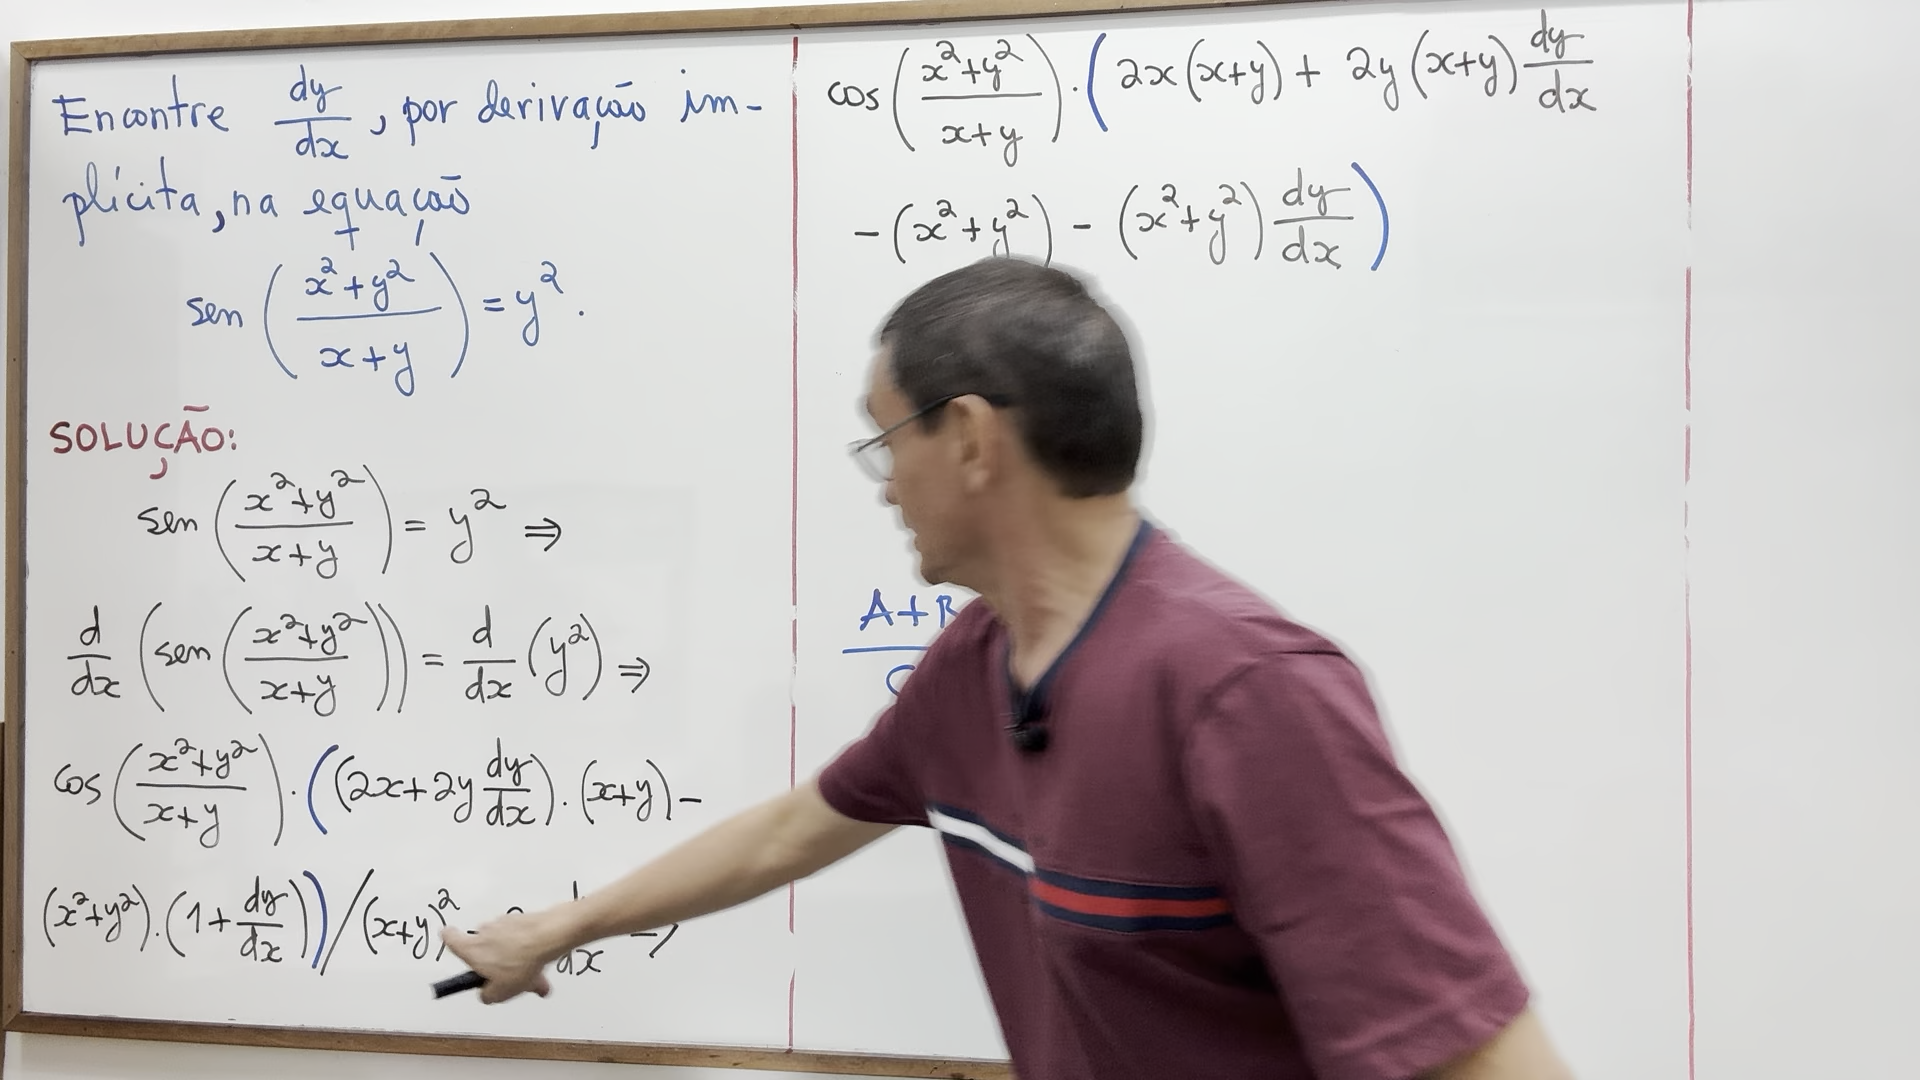 Encontre dy/dx, por derivação im-
plícita, na equação
sen((x²+y²)/(x+y)) = y².
SOLUÇÃO:
sen((x²+y²)/(x+y)) = y² ⇒
d/dx(sen((x²+y²)/(x+y))) = d/dx(y²) ⇒
cos((x²+y²)/(x+y)) · ((2x+2y dy/dx)·(x+y) −
(x²+y²)·(1+dy/dx))/(x+y)²
dx
cos((x²+y²)/(x+y)) · (2x(x+y) + 2y(x+y) dy/dx
−(x²+y²) − (x²+y²) dy/dx)
A+